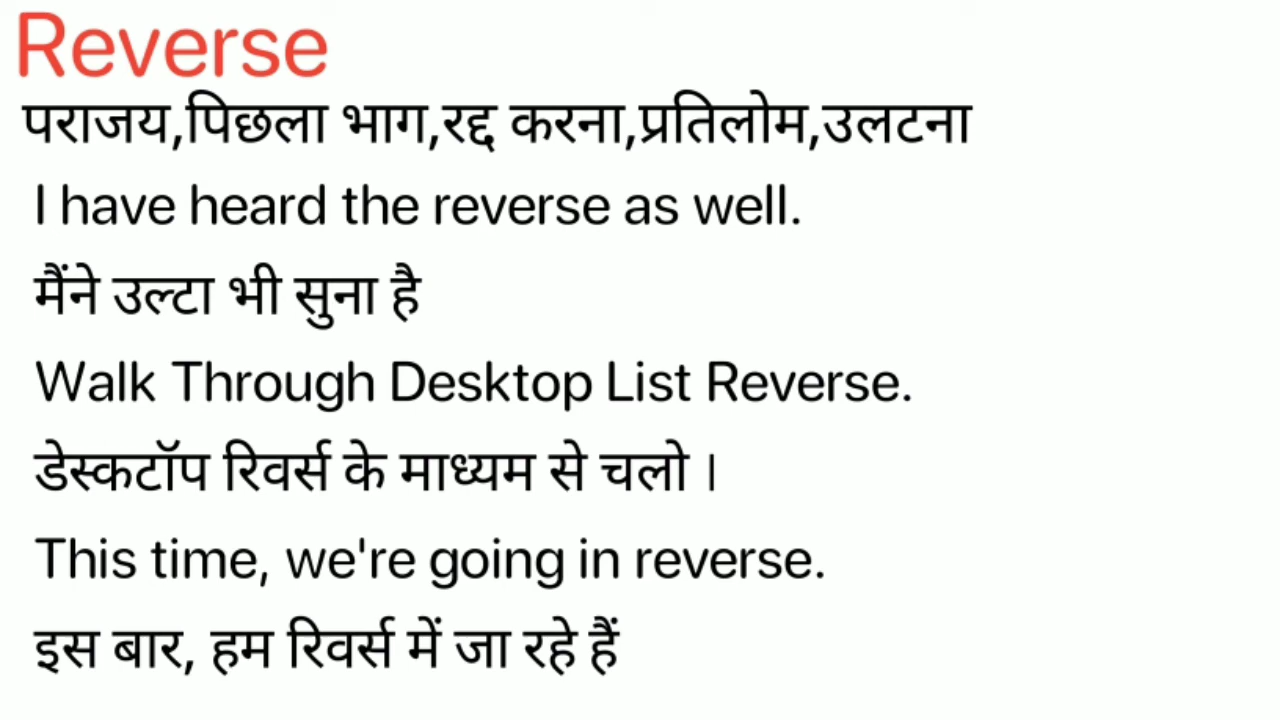 Reverse
पराजय,पिछला भाग,रद्द करना,प्रतिलोम,उलटना
I have heard the reverse as well.
मैंने उल्टा भी सुना है
Walk Through Desktop List Reverse.
डेस्कटॉप रिवर्स के माध्यम से चलो ।
This time, we're going in reverse.
इस बार, हम रिवर्स में जा रहे हैं